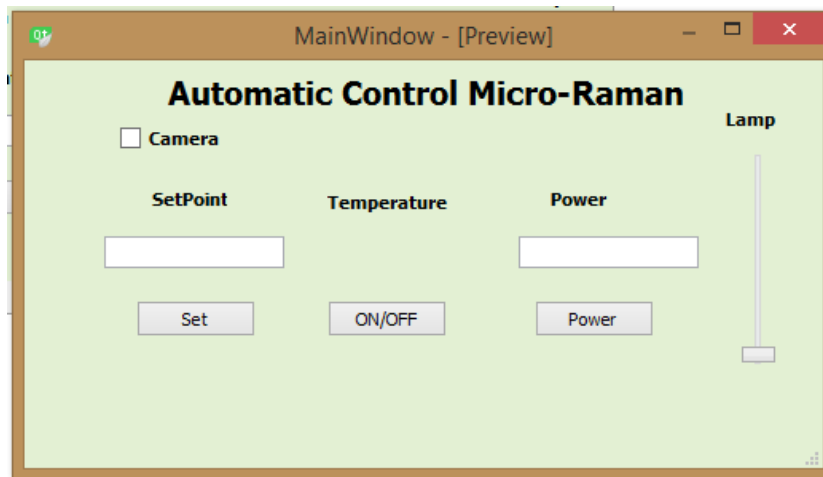 MainWindow - [Preview]
Automatic Control Micro-Raman
Lamp
Camera
SetPoint
Temperature
Power
Set
ON/OFF
Power